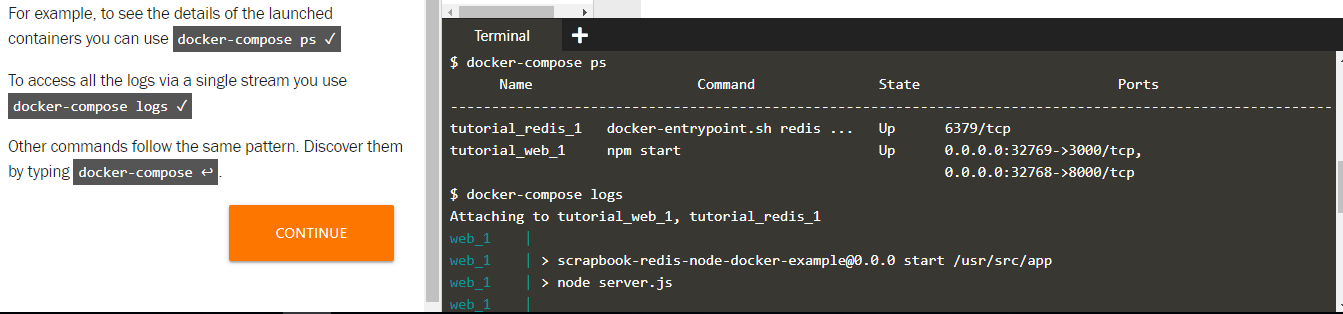 For example, to see the details of the launched
containers you can use docker-compose ps ✓
To access all the logs via a single stream you use
docker-compose logs ✓
Other commands follow the same pattern. Discover them
by typing docker-compose ↩.
CONTINUE
Terminal +
$ docker-compose ps
Name Command State Ports
--------------------------------------------------------------------------------------------------------------
tutorial_redis_1 docker-entrypoint.sh redis ... Up 6379/tcp
tutorial_web_1 npm start Up 0.0.0.0:32769->3000/tcp,
0.0.0.0:32768->8000/tcp
$ docker-compose logs
Attaching to tutorial_web_1, tutorial_redis_1
web_1 |
web_1 | > scrapbook-redis-node-docker-example@0.0.0 start /usr/src/app
web_1 | > node server.js
web_1 |